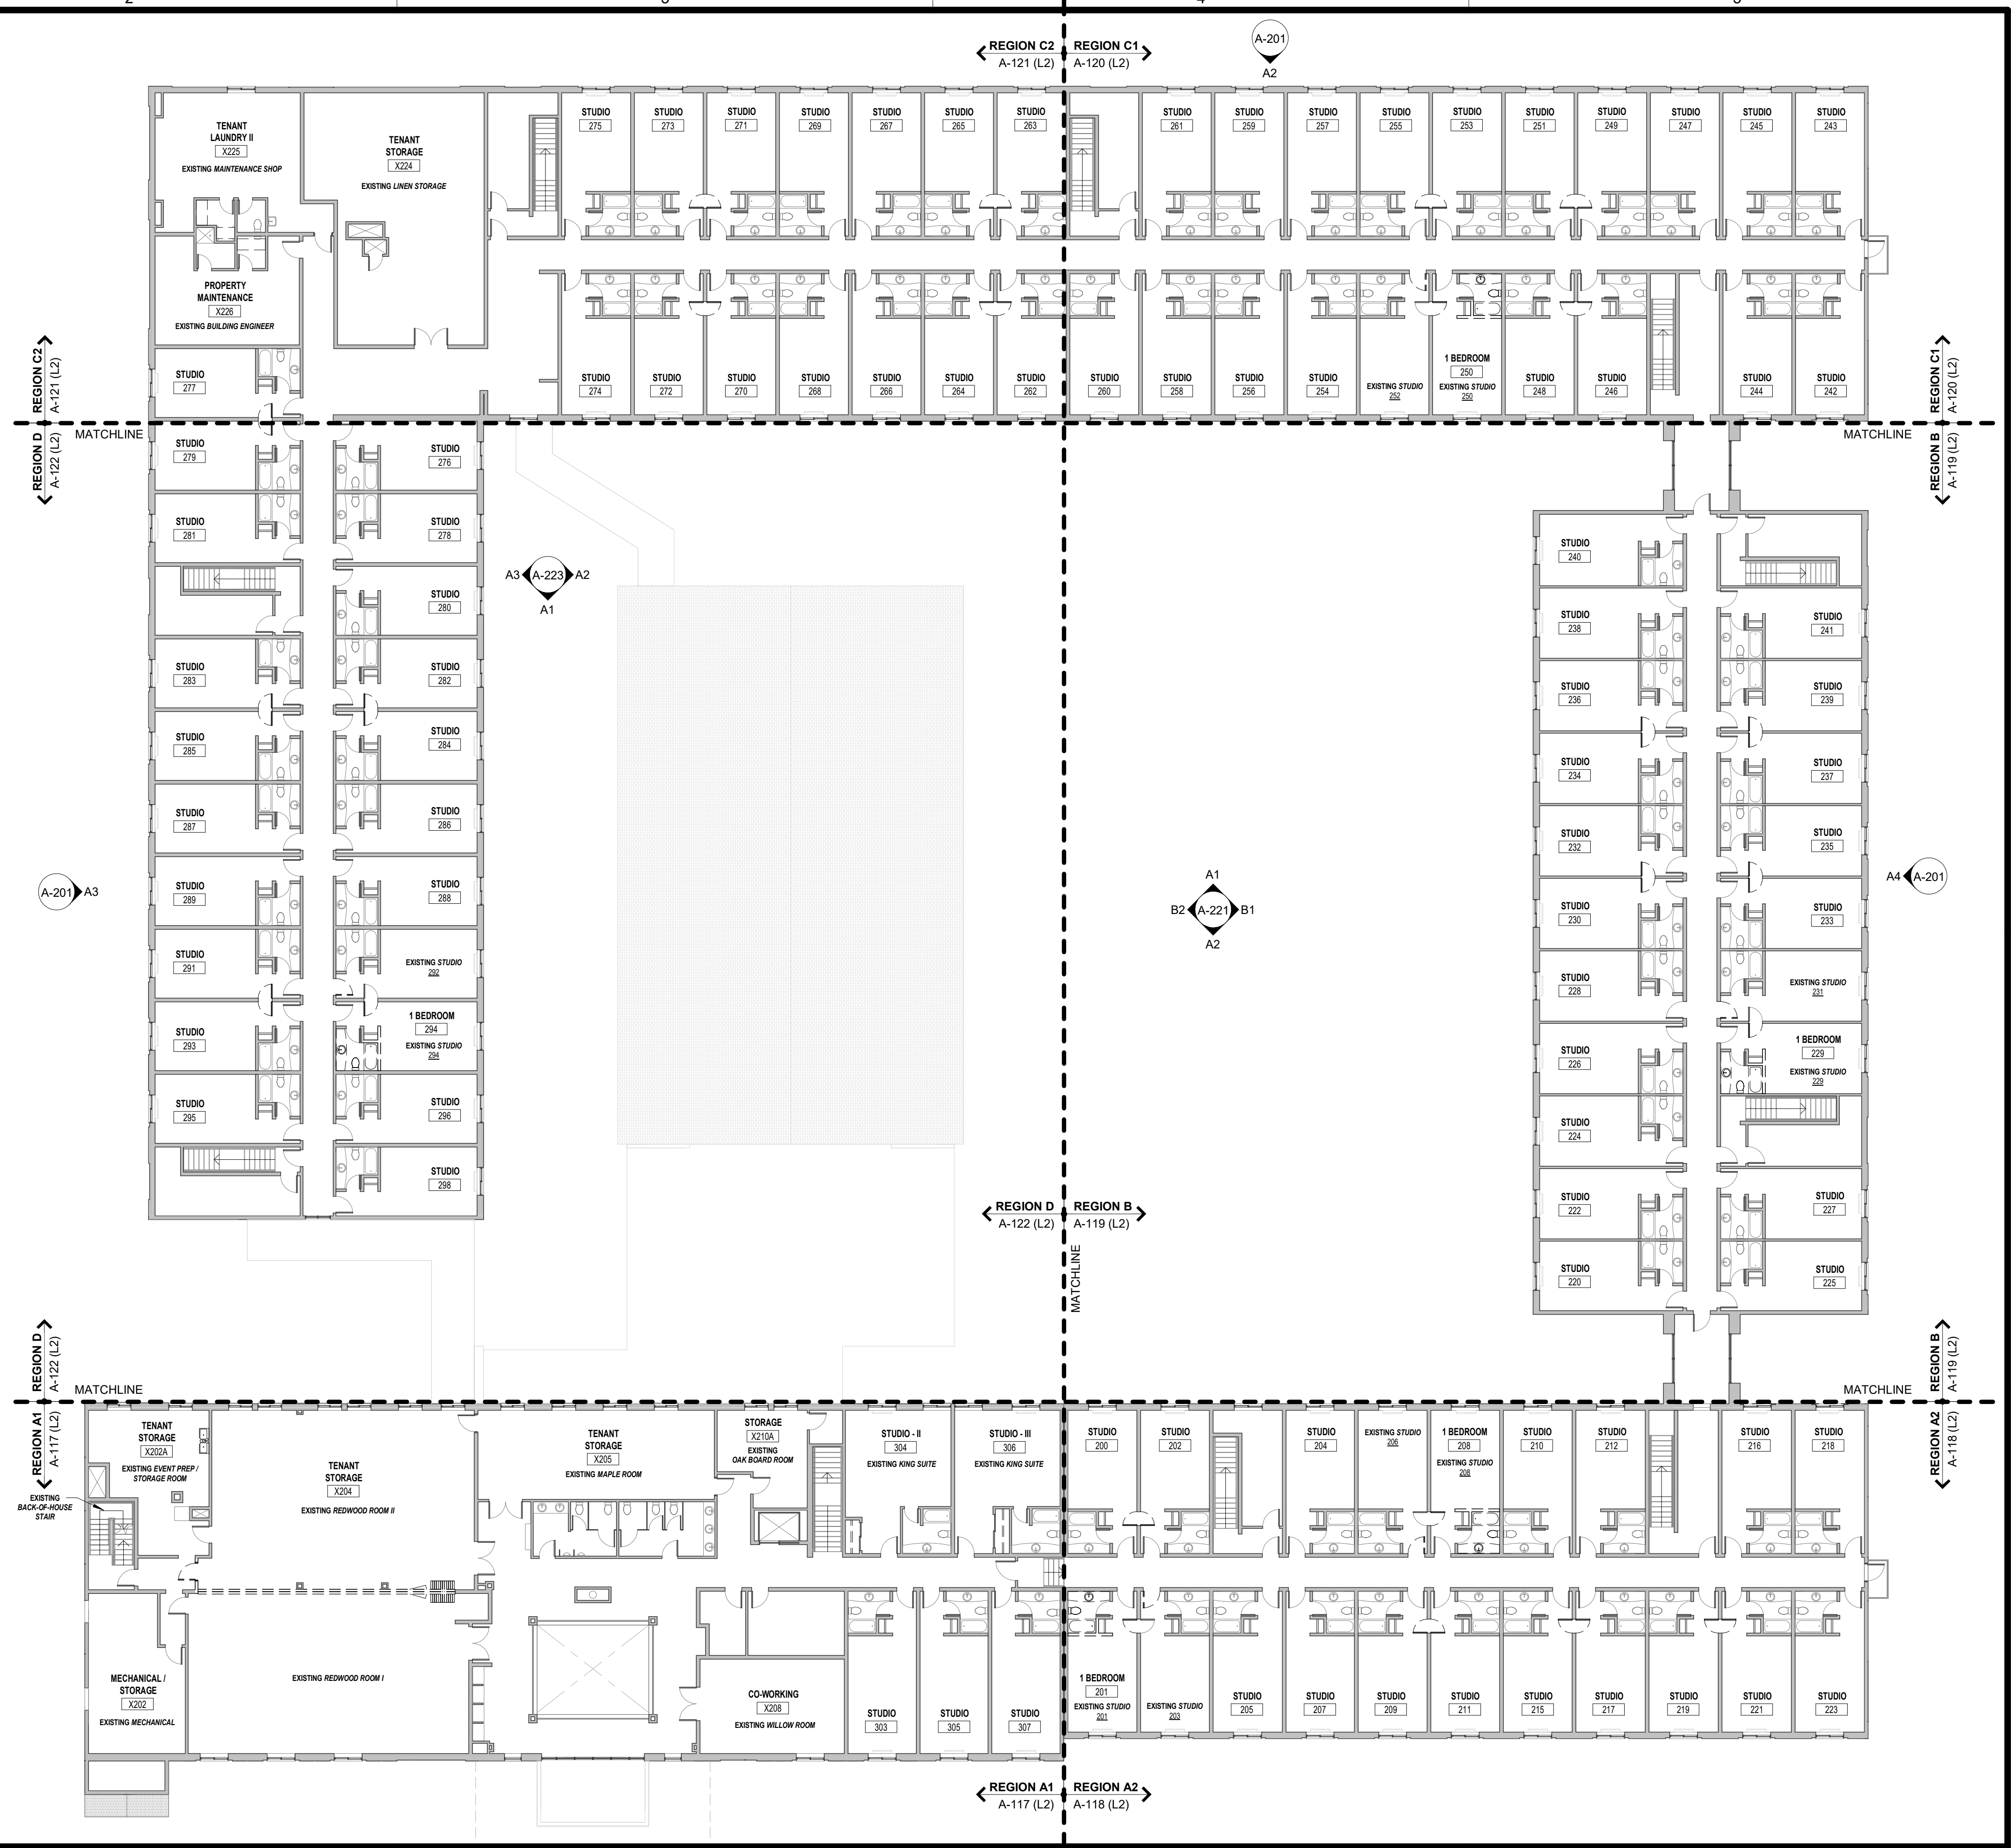 REGION C2
REGION C1
A-121 (L2)
A-120 (L2)
A-201
A2
TENANT
LAUNDRY II
X225
EXISTING MAINTENANCE SHOP
TENANT
STORAGE
X224
EXISTING LINEN STORAGE
STUDIO
275
STUDIO
273
STUDIO
271
STUDIO
269
STUDIO
267
STUDIO
265
STUDIO
263
STUDIO
261
STUDIO
259
STUDIO
257
STUDIO
255
STUDIO
253
STUDIO
251
STUDIO
249
STUDIO
247
STUDIO
245
STUDIO
243
PROPERTY
MAINTENANCE
X226
EXISTING BUILDING ENGINEER
STUDIO
277
STUDIO
274
STUDIO
272
STUDIO
270
STUDIO
268
STUDIO
266
STUDIO
264
STUDIO
262
STUDIO
260
STUDIO
258
STUDIO
256
STUDIO
254
EXISTING STUDIO
252
1 BEDROOM
250
EXISTING STUDIO
250
STUDIO
248
STUDIO
246
STUDIO
244
STUDIO
242
REGION C2
A-121 (L2)
REGION D
A-122 (L2)
MATCHLINE
REGION C1
A-120 (L2)
REGION B
A-119 (L2)
MATCHLINE
STUDIO
279
STUDIO
276
STUDIO
281
STUDIO
278
STUDIO
280
STUDIO
283
STUDIO
282
STUDIO
285
STUDIO
284
STUDIO
287
STUDIO
286
STUDIO
289
STUDIO
288
STUDIO
291
EXISTING STUDIO
292
STUDIO
293
1 BEDROOM
294
EXISTING STUDIO
294
STUDIO
295
STUDIO
296
STUDIO
298
A3
A-223
A2
A1
A-201
A3
A1
B2
A-221
B1
A2
A4
A-201
STUDIO
240
STUDIO
238
STUDIO
241
STUDIO
236
STUDIO
239
STUDIO
234
STUDIO
237
STUDIO
232
STUDIO
235
STUDIO
230
STUDIO
233
STUDIO
228
EXISTING STUDIO
231
STUDIO
226
1 BEDROOM
229
EXISTING STUDIO
229
STUDIO
224
STUDIO
222
STUDIO
227
STUDIO
220
STUDIO
225
REGION D
REGION B
A-122 (L2)
A-119 (L2)
MATCHLINE
REGION D
A-122 (L2)
REGION A1
A-117 (L2)
MATCHLINE
REGION B
A-119 (L2)
REGION A2
A-118 (L2)
MATCHLINE
TENANT
STORAGE
X202A
EXISTING EVENT PREP /
STORAGE ROOM
EXISTING
BACK-OF-HOUSE
STAIR
TENANT
STORAGE
X204
EXISTING REDWOOD ROOM II
TENANT
STORAGE
X205
EXISTING MAPLE ROOM
STORAGE
X210A
EXISTING
OAK BOARD ROOM
STUDIO - II
304
EXISTING KING SUITE
STUDIO - III
306
EXISTING KING SUITE
STUDIO
200
STUDIO
202
STUDIO
204
EXISTING STUDIO
206
1 BEDROOM
208
EXISTING STUDIO
208
STUDIO
210
STUDIO
212
STUDIO
216
STUDIO
218
MECHANICAL /
STORAGE
X202
EXISTING MECHANICAL
EXISTING REDWOOD ROOM I
CO-WORKING
X208
EXISTING WILLOW ROOM
STUDIO
303
STUDIO
305
STUDIO
307
1 BEDROOM
201
EXISTING STUDIO
201
EXISTING STUDIO
203
STUDIO
205
STUDIO
207
STUDIO
209
STUDIO
211
STUDIO
215
STUDIO
217
STUDIO
219
STUDIO
221
STUDIO
223
REGION A1
REGION A2
A-117 (L2)
A-118 (L2)